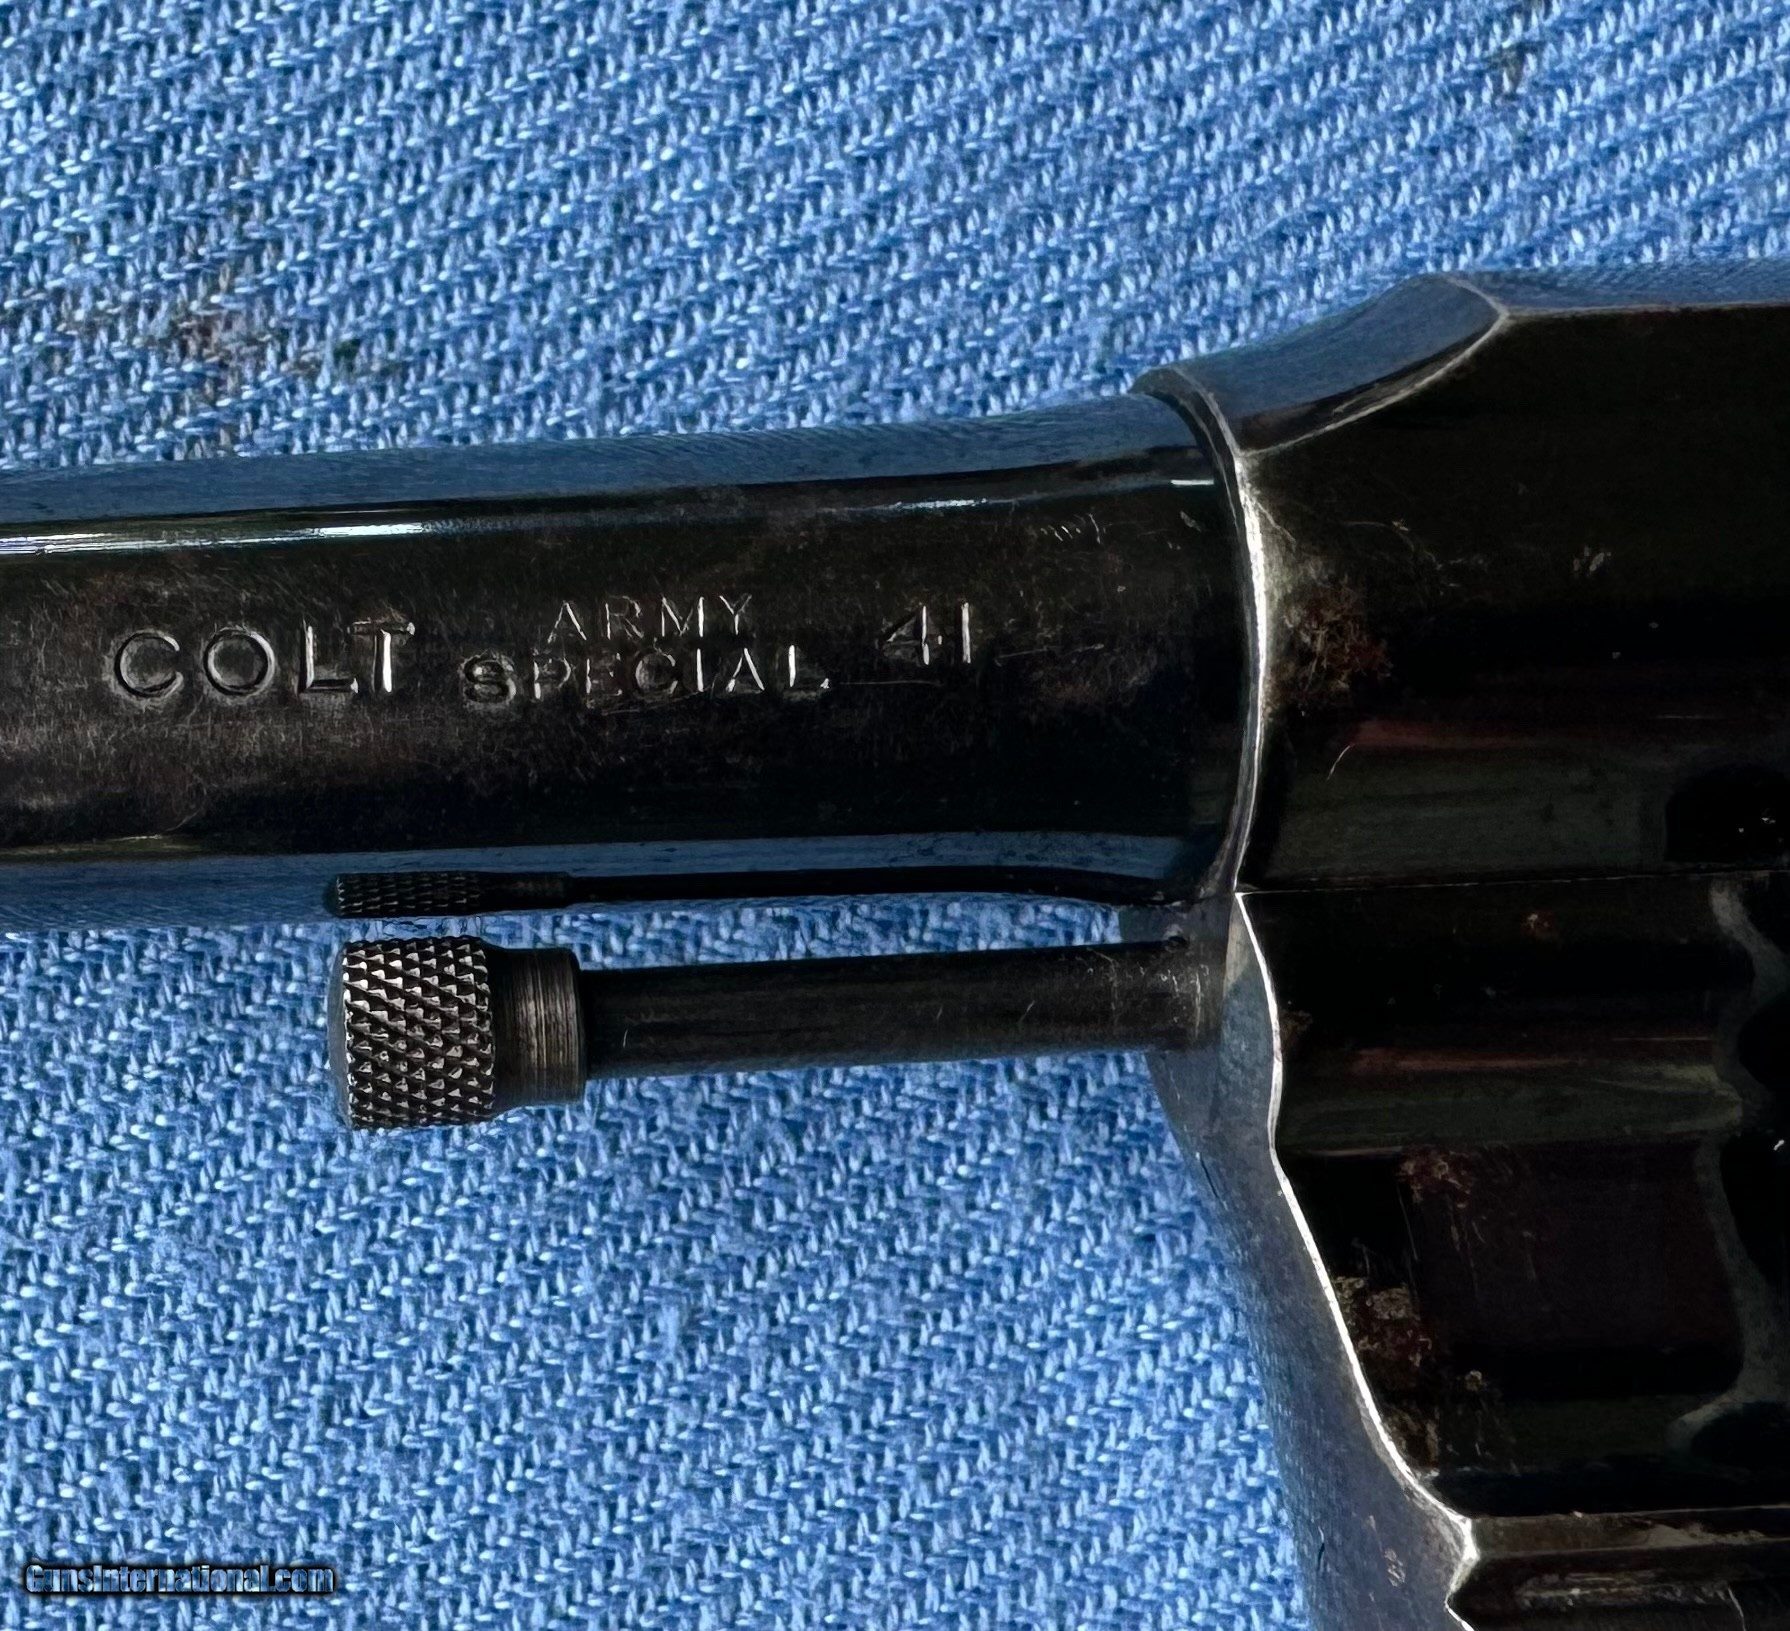 COLT ARMY SPECIAL 41
GunsInternational.com